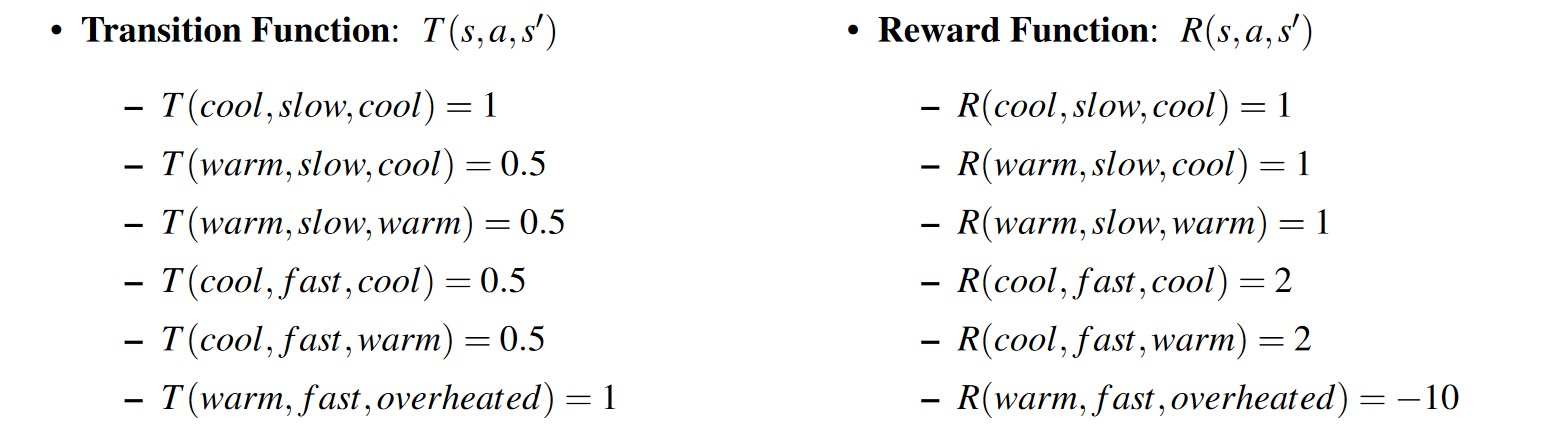 • Transition Function: T(s,a,s′)
– T(cool,slow,cool) = 1
– T(warm,slow,cool) = 0.5
– T(warm,slow,warm) = 0.5
– T(cool,fast,cool) = 0.5
– T(cool,fast,warm) = 0.5
– T(warm,fast,overheated) = 1
• Reward Function: R(s,a,s′)
– R(cool,slow,cool) = 1
– R(warm,slow,cool) = 1
– R(warm,slow,warm) = 1
– R(cool,fast,cool) = 2
– R(cool,fast,warm) = 2
– R(warm,fast,overheated) = −10